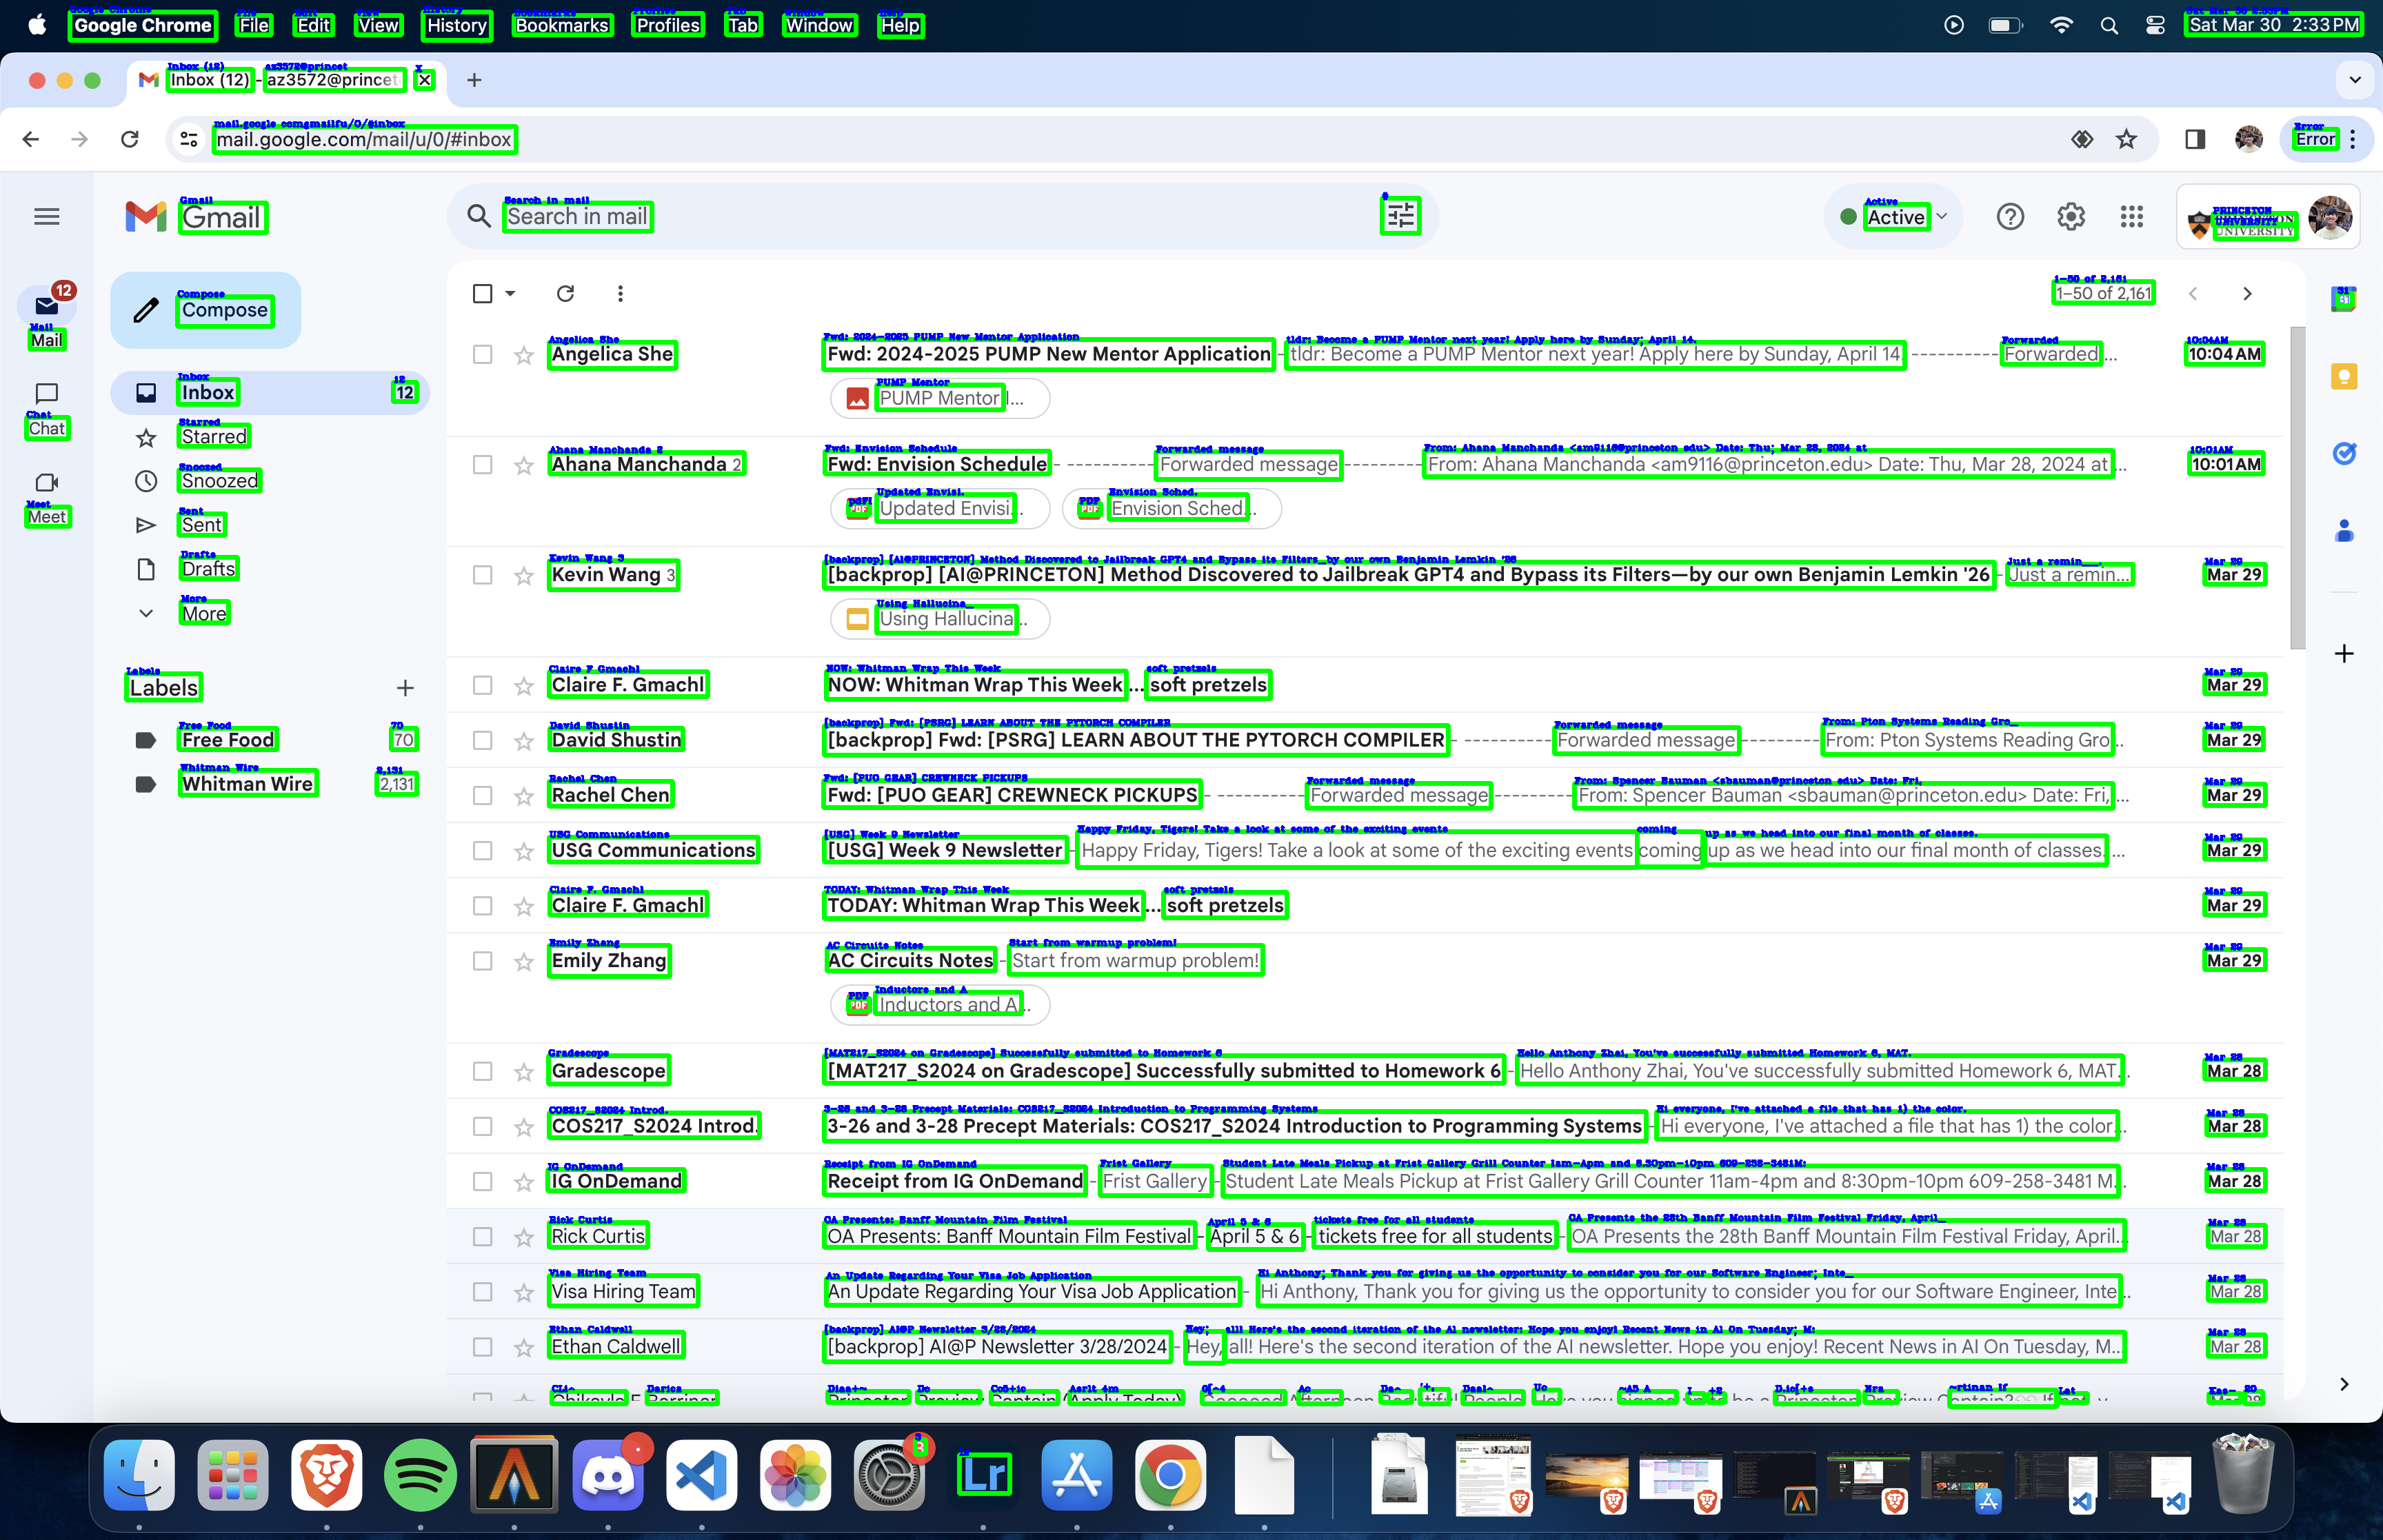 Google Chrome File Edit View History Bookmarks Profiles Tab Window Help Sat Mar 30 2:33 PM
Inbox (12) - az3572@princet
mail.google.com/mail/u/0/#inbox Error
Gmail Search in mail Active PRINCETON UNIVERSITY
12
Mail
Chat
Meet
Compose
Inbox 12
Starred
Snoozed
Sent
Drafts
More
Labels
Free Food 70
Whitman Wire 2,131
1–50 of 2,161
Angelica She Fwd: 2024-2025 PUMP New Mentor Application - tldr: Become a PUMP Mentor next year! Apply here by Sunday, April 14. ---------- Forwarded ... 10:04 AM
PUMP Mentor I...
Ahana Manchanda 2 Fwd: Envision Schedule - ---------- Forwarded message --------- From: Ahana Manchanda <am9116@princeton.edu> Date: Thu, Mar 28, 2024 at ... 10:01 AM
PDF Updated Envisi... PDF Envision Sched...
Kevin Wang 3 [backprop] [AI@PRINCETON] Method Discovered to Jailbreak GPT4 and Bypass its Filters—by our own Benjamin Lemkin '26 - Just a remin... Mar 29
Using Hallucina...
Claire F. Gmachl NOW: Whitman Wrap This Week ... soft pretzels Mar 29
David Shustin [backprop] Fwd: [PSRG] LEARN ABOUT THE PYTORCH COMPILER - ---------- Forwarded message --------- From: Pton Systems Reading Gro... Mar 29
Rachel Chen Fwd: [PUO GEAR] CREWNECK PICKUPS - ---------- Forwarded message --------- From: Spencer Bauman <sbauman@princeton.edu> Date: Fri, ... Mar 29
USG Communications [USG] Week 9 Newsletter - Happy Friday, Tigers! Take a look at some of the exciting events coming up as we head into our final month of classes. ... Mar 29
Claire F. Gmachl TODAY: Whitman Wrap This Week ... soft pretzels Mar 29
Emily Zhang AC Circuits Notes - Start from warmup problem! Mar 29
PDF Inductors and A...
Gradescope [MAT217_S2024 on Gradescope] Successfully submitted to Homework 6 - Hello Anthony Zhai, You've successfully submitted Homework 6, MAT... Mar 28
COS217_S2024 Introd. 3-26 and 3-28 Precept Materials: COS217_S2024 Introduction to Programming Systems - Hi everyone, I've attached a file that has 1) the color... Mar 28
IG OnDemand Receipt from IG OnDemand - Frist Gallery - Student Late Meals Pickup at Frist Gallery Grill Counter 11am-4pm and 8:30pm-10pm 609-258-3481 M... Mar 28
Rick Curtis OA Presents: Banff Mountain Film Festival - April 5 & 6 - tickets free for all students - OA Presents the 28th Banff Mountain Film Festival Friday, April... Mar 28
Visa Hiring Team An Update Regarding Your Visa Job Application - Hi Anthony, Thank you for giving us the opportunity to consider you for our Software Engineer, Inte... Mar 28
Ethan Caldwell [backprop] AI@P Newsletter 3/28/2024 - Hey, all! Here's the second iteration of the AI newsletter. Hope you enjoy! Recent News in AI On Tuesday, M... Mar 28
Lr